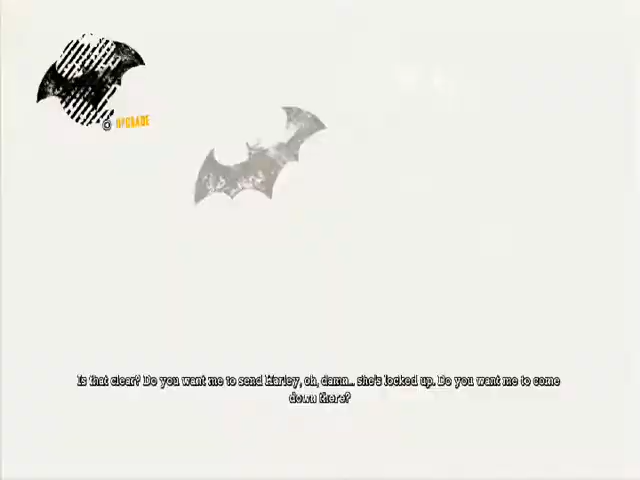 UPGRADE
Is that clear? Do you want me to send Harley, oh, damn... she's locked up. Do you want me to come
down there?